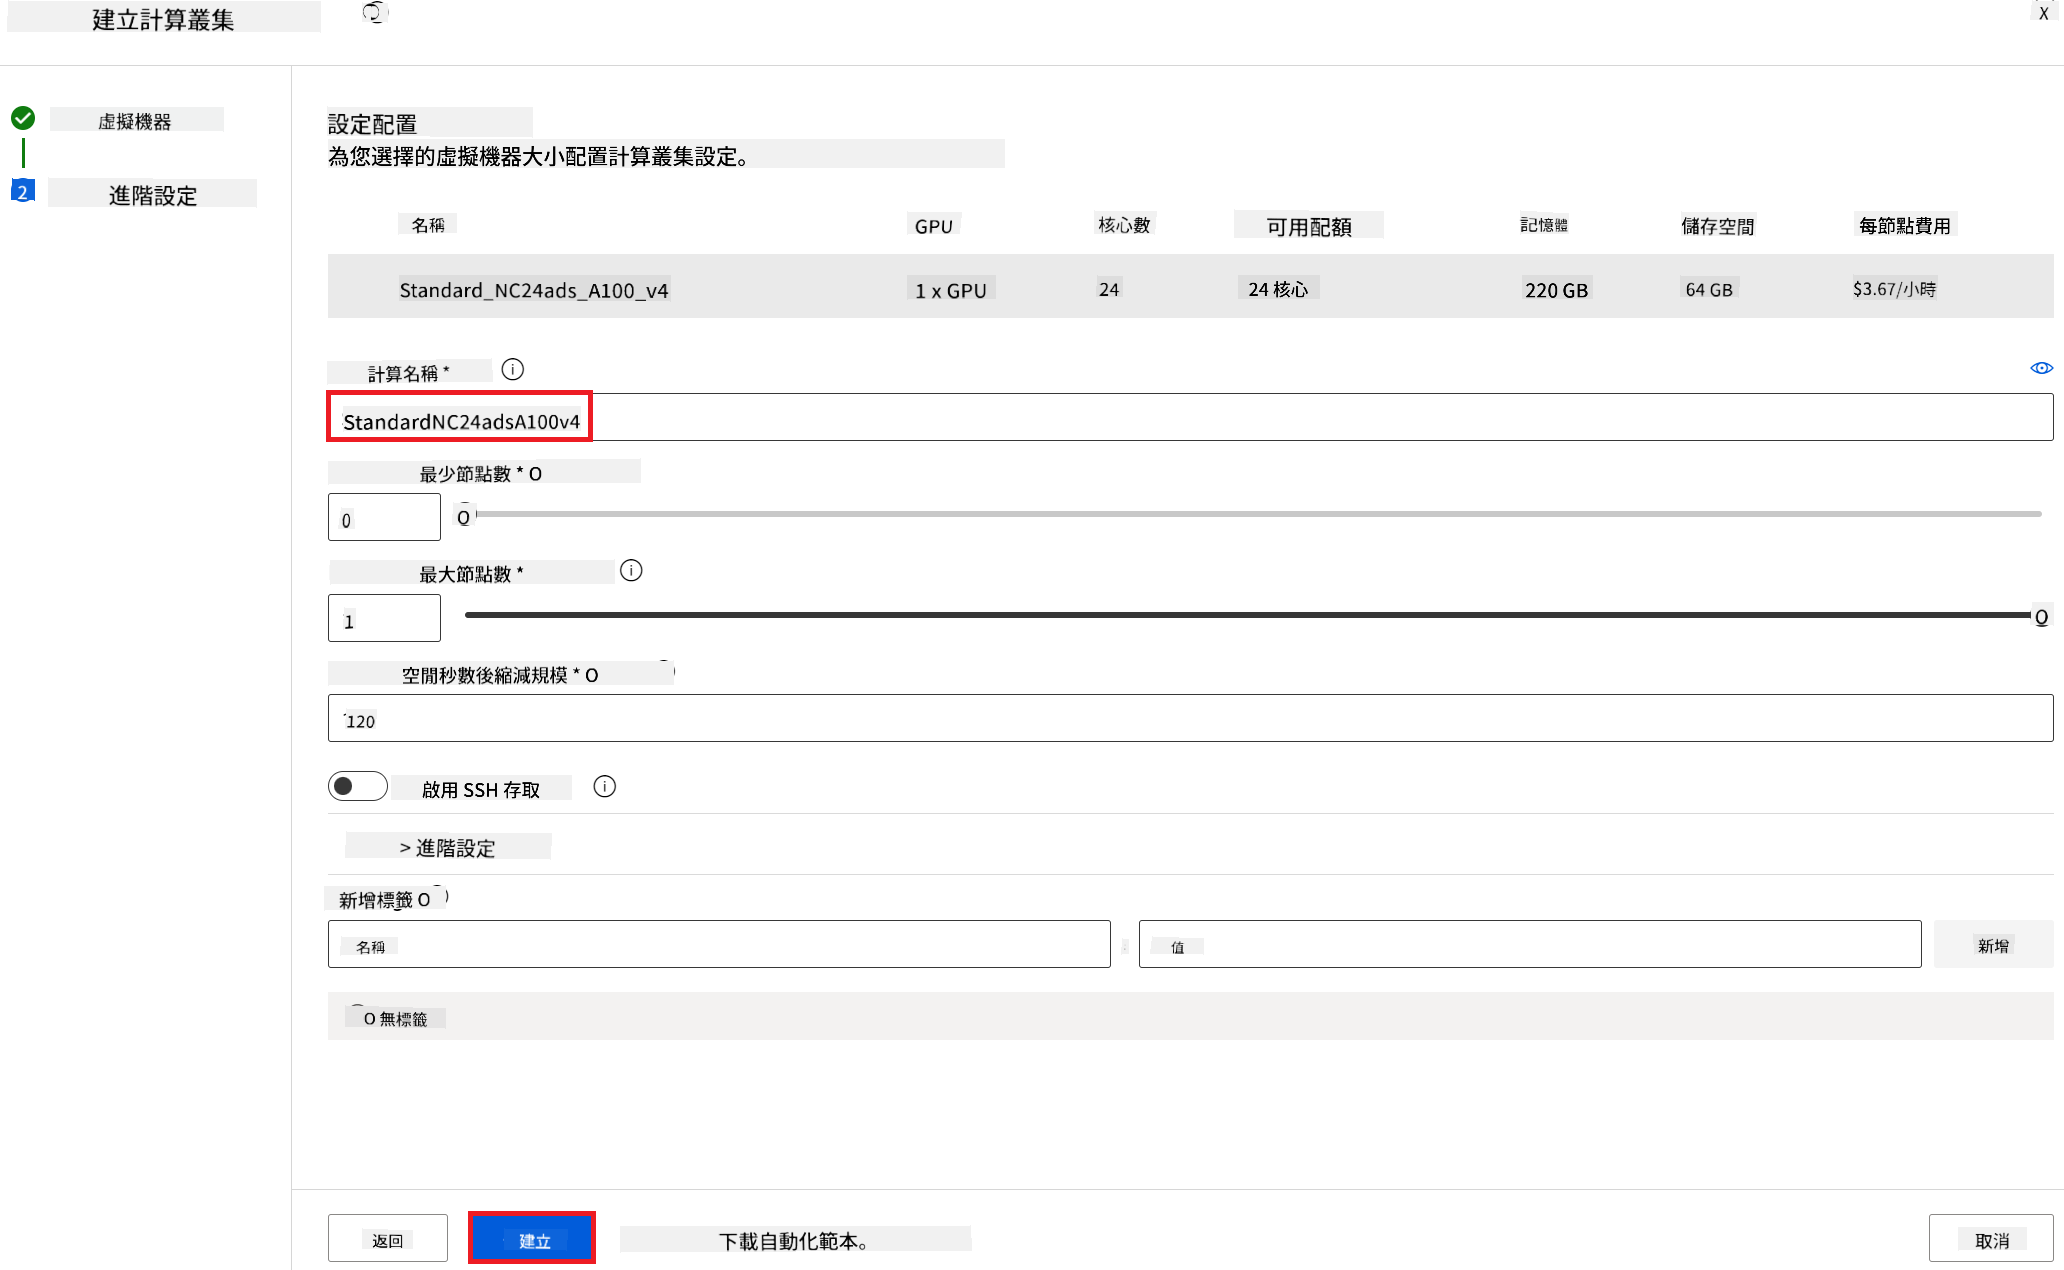 建立計算叢集
X
虛擬機器
2 進階設定
設定配置
為您選擇的虛擬機器大小配置計算叢集設定。
名稱 GPU 核心數 可用配額 記憶體 儲存空間 每節點費用
Standard_NC24ads_A100_v4 1 x GPU 24 24 核心 220 GB 64 GB $3.67/小時
計算名稱 *
StandardNC24adsA100v4
最少節點數 * O
0
最大節點數 *
1
空閒秒數後縮減規模 * O
120
啟用 SSH 存取
> 進階設定
新增標籤 O
名稱 : 值 新增
O 無標籤
返回 建立 下載自動化範本。 取消